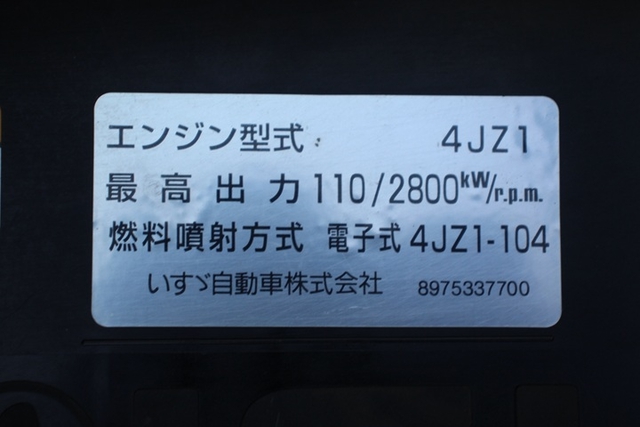 エンジン型式 4JZ1
最高出力 110/2800kW/r.p.m.
燃料噴射方式 電子式 4JZ1-104
いすゞ自動車株式会社 8975337700